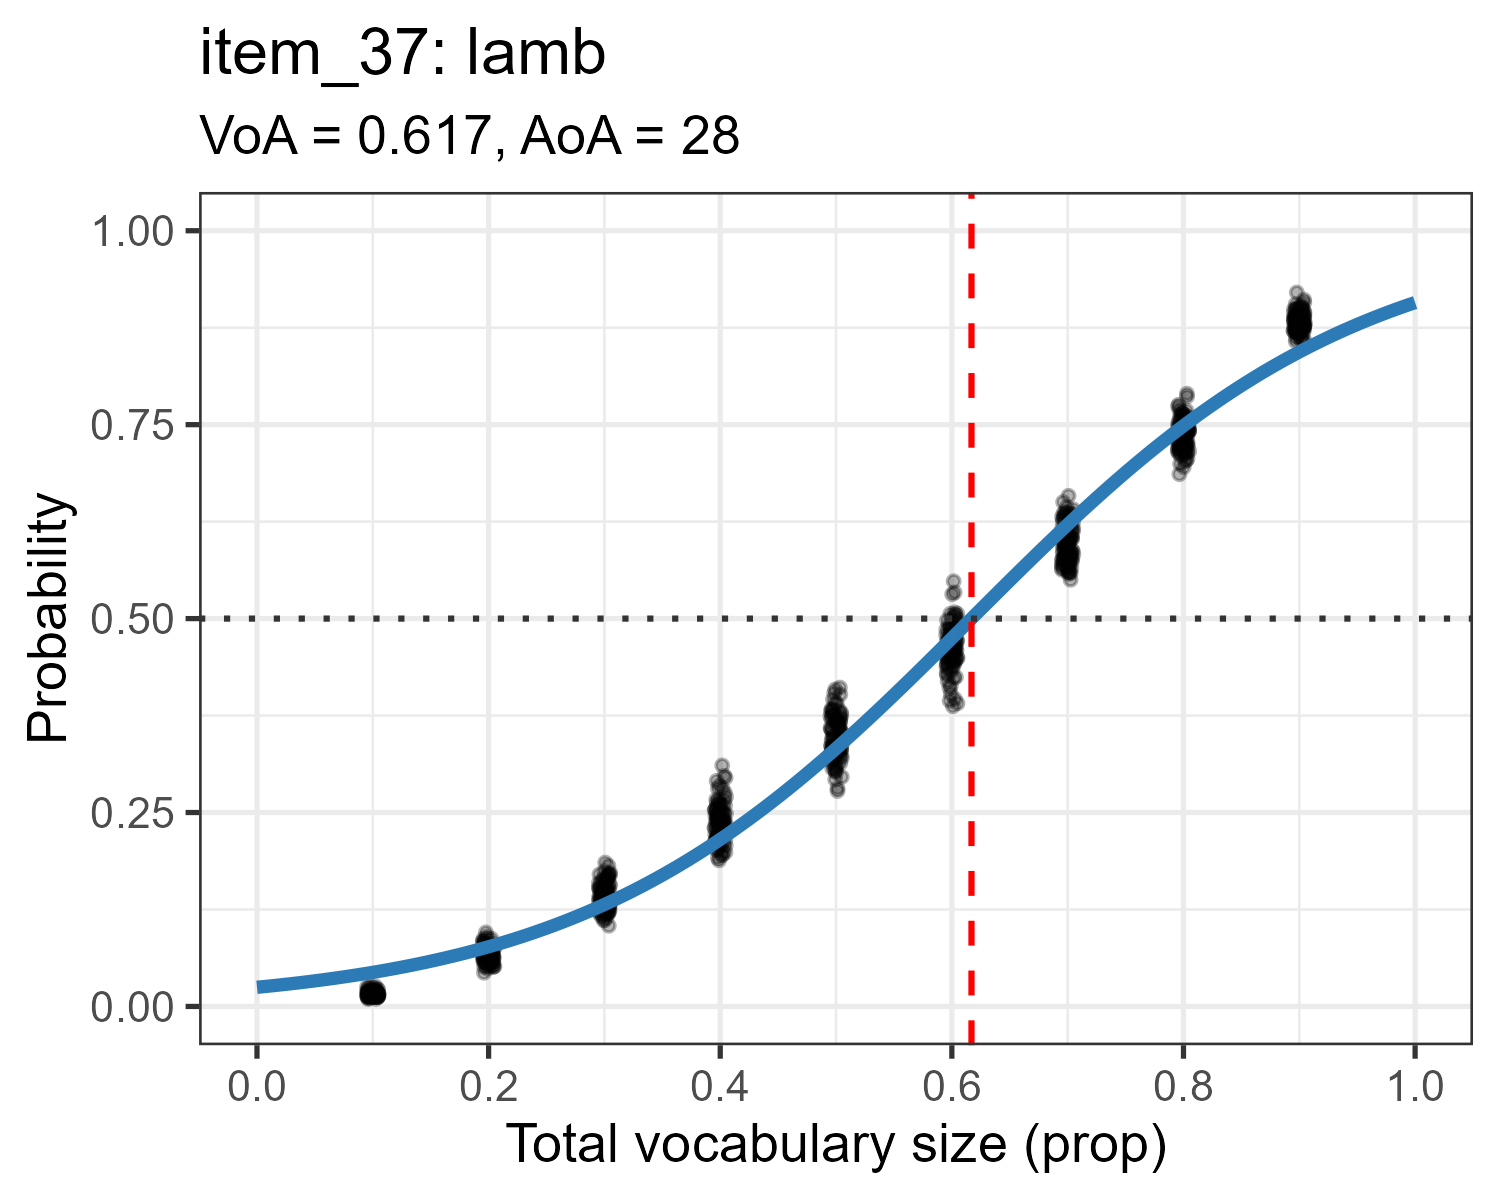 item_37: lamb
VoA = 0.617, AoA = 28
1.00
0.75
0.50
0.25
0.00
Probability
0.0 0.2 0.4 0.6 0.8 1.0
Total vocabulary size (prop)